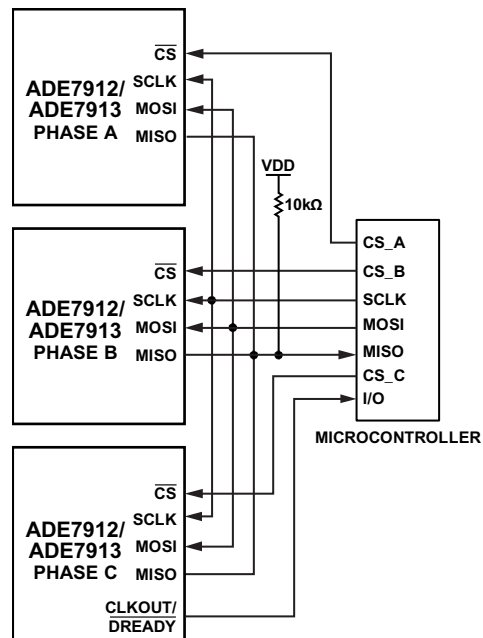 ADE7912/
ADE7913
PHASE A
CS
SCLK
MOSI
MISO
VDD
10kΩ
ADE7912/
ADE7913
PHASE B
CS
SCLK
MOSI
MISO
CS_A
CS_B
SCLK
MOSI
MISO
CS_C
I/O
MICROCONTROLLER
ADE7912/
ADE7913
PHASE C
CS
SCLK
MOSI
MISO
CLKOUT/
DREADY